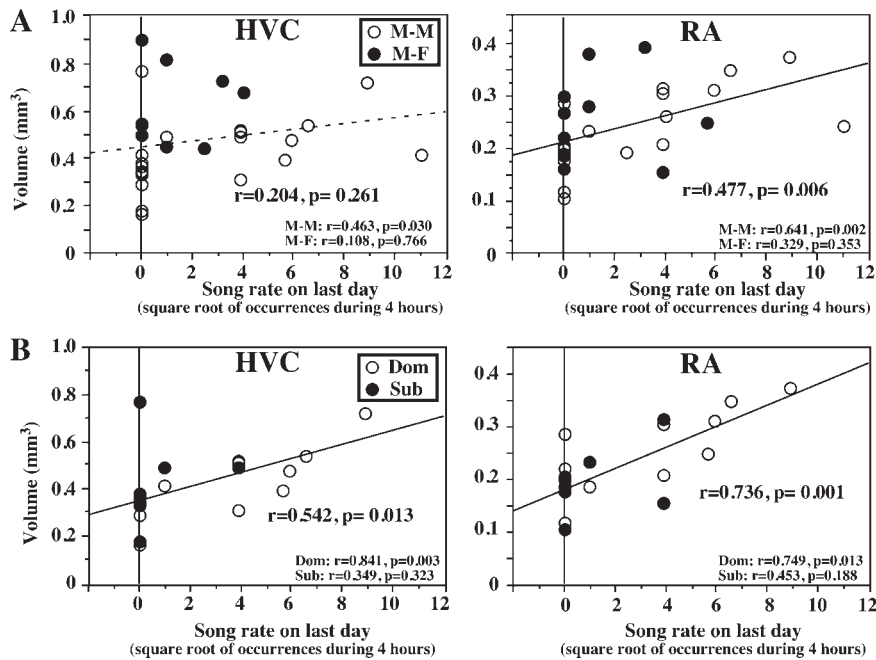 A
HVC
M-M
M-F
RA
Volume (mm³)
1.0
0.8
0.6
0.4
0.2
0
0.4
0.3
0.2
0.1
0
r=0.204, p= 0.261
M-M: r=0.463, p=0.030
M-F: r=0.108, p=0.766
r=0.477, p= 0.006
M-M: r=0.641, p=0.002
M-F: r=0.329, p=0.353
0 2 4 6 8 10 12
0 2 4 6 8 10 12
Song rate on last day
(square root of occurrences during 4 hours)
Song rate on last day
(square root of occurrences during 4 hours)
B
HVC
Dom
Sub
RA
Volume (mm³)
1.0
0.8
0.6
0.4
0.2
0
0.4
0.3
0.2
0.1
0
r=0.542, p= 0.013
Dom: r=0.841, p=0.003
Sub: r=0.349, p=0.323
r=0.736, p= 0.001
Dom: r=0.749, p=0.013
Sub: r=0.453, p=0.188
0 2 4 6 8 10 12
0 2 4 6 8 10 12
Song rate on last day
(square root of occurrences during 4 hours)
Song rate on last day
(square root of occurrences during 4 hours)